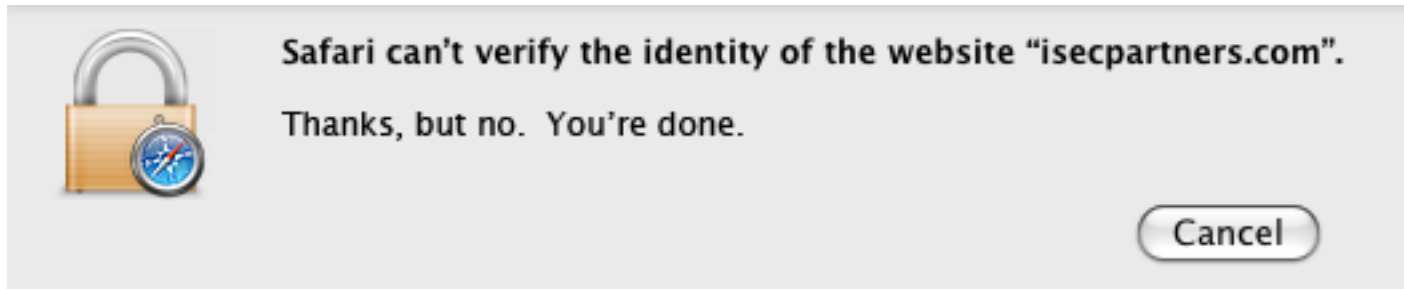 Safari can’t verify the identity of the website “isecpartners.com”.
Thanks, but no.  You’re done.
Cancel